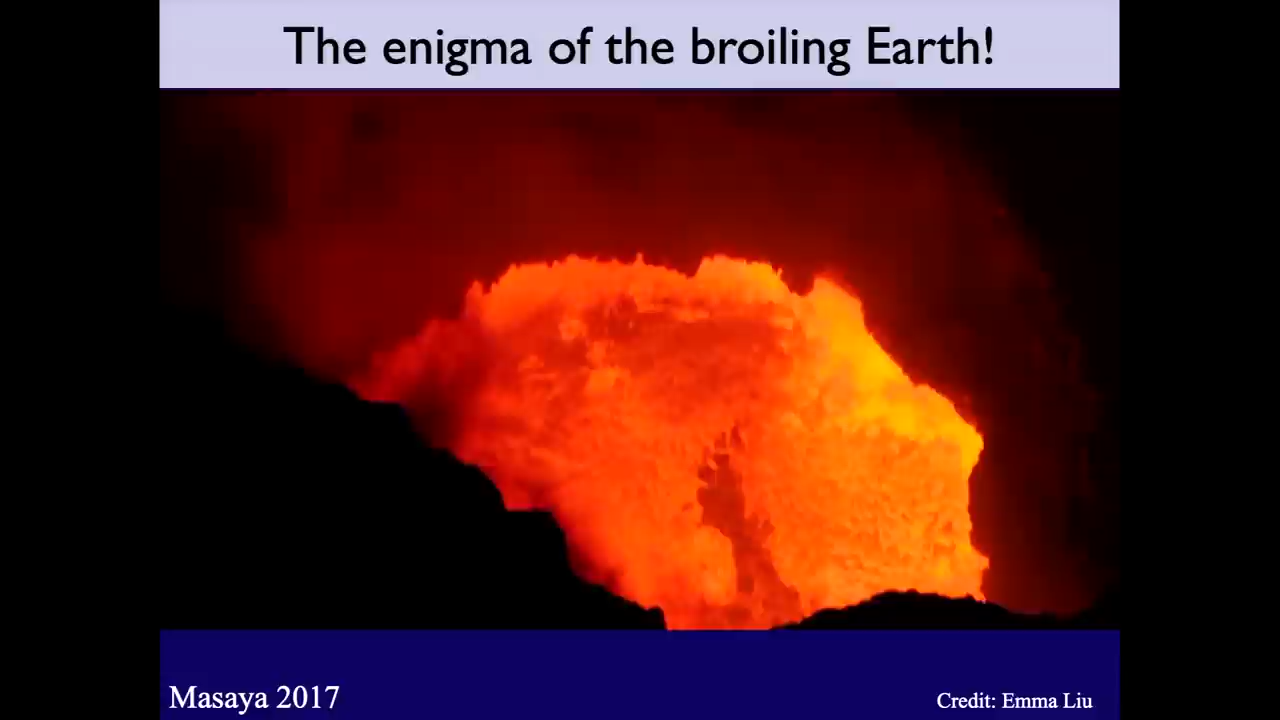 The enigma of the broiling Earth!
Masaya 2017
Credit: Emma Liu